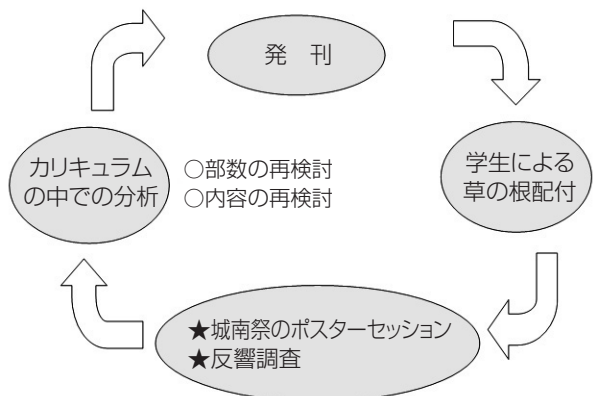 発　刊
カリキュラム
の中での分析
○部数の再検討
○内容の再検討
学生による
草の根配付
★城南祭のポスターセッション
★反響調査